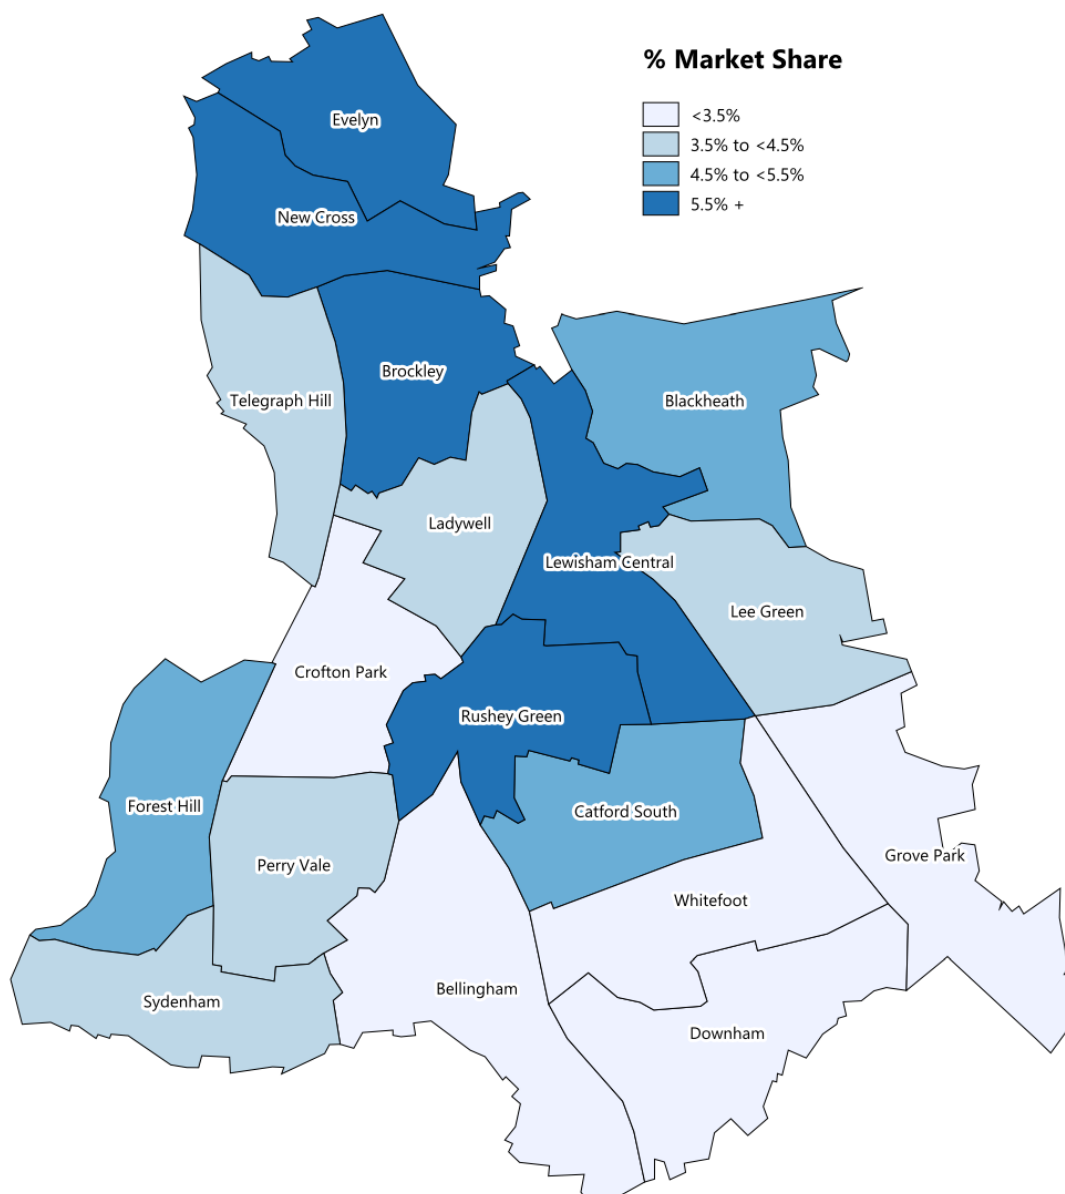 % Market Share
<3.5%
3.5% to <4.5%
4.5% to <5.5%
5.5% +
Evelyn
New Cross
Brockley
Telegraph Hill
Blackheath
Ladywell
Lewisham Central
Lee Green
Crofton Park
Rushey Green
Forest Hill
Catford South
Perry Vale
Grove Park
Whitefoot
Bellingham
Sydenham
Downham